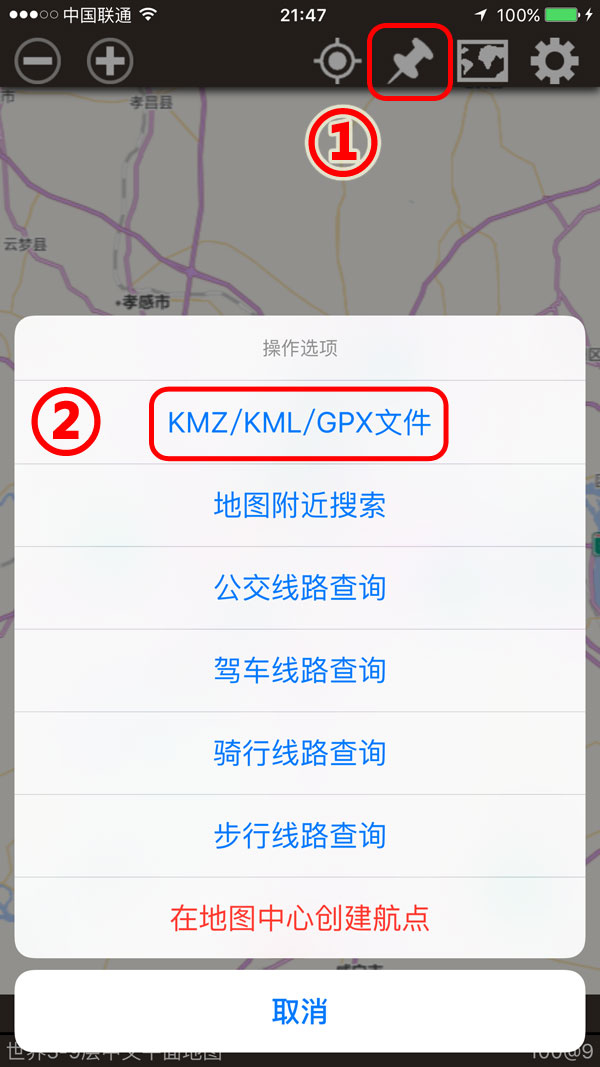 中国联通
21:47
100%
①
市
孝昌县
云梦县
孝感市
操作选项
②
KMZ/KML/GPX文件
地图附近搜索
公交线路查询
驾车线路查询
骑行线路查询
步行线路查询
在地图中心创建航点
取消
世界3-9层中文平面地图
100@9